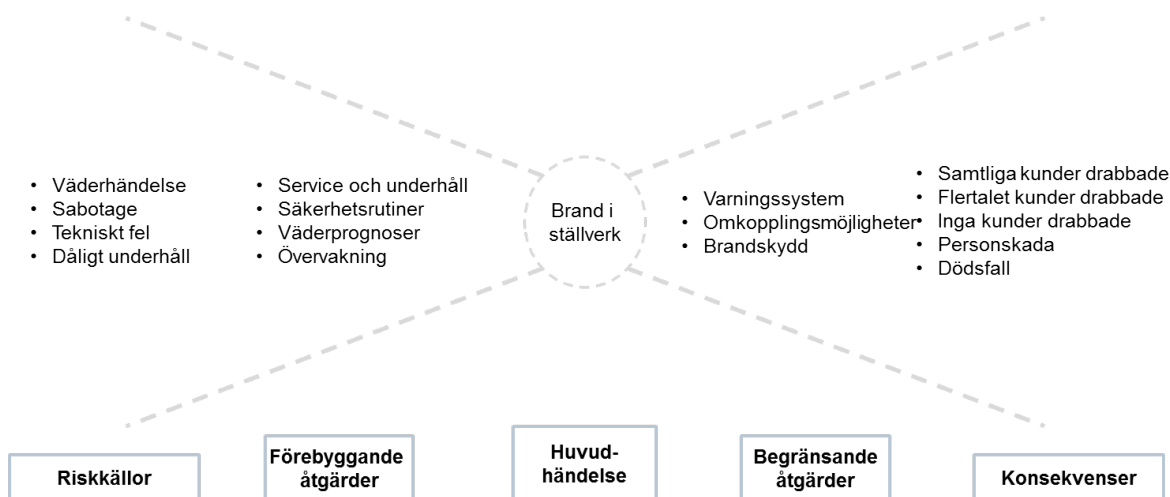 • Väderhändelse
• Sabotage
• Tekniskt fel
• Dåligt underhåll
• Service och underhåll
• Säkerhetsrutiner
• Väderprognoser
• Övervakning
Brand i
ställverk
• Varningssystem
• Omkopplingsmöjligheter
• Brandskydd
• Samtliga kunder drabbade
• Flertalet kunder drabbade
• Inga kunder drabbade
• Personskada
• Dödsfall
Riskkällor
Förebyggande
åtgärder
Huvud-
händelse
Begränsande
åtgärder
Konsekvenser